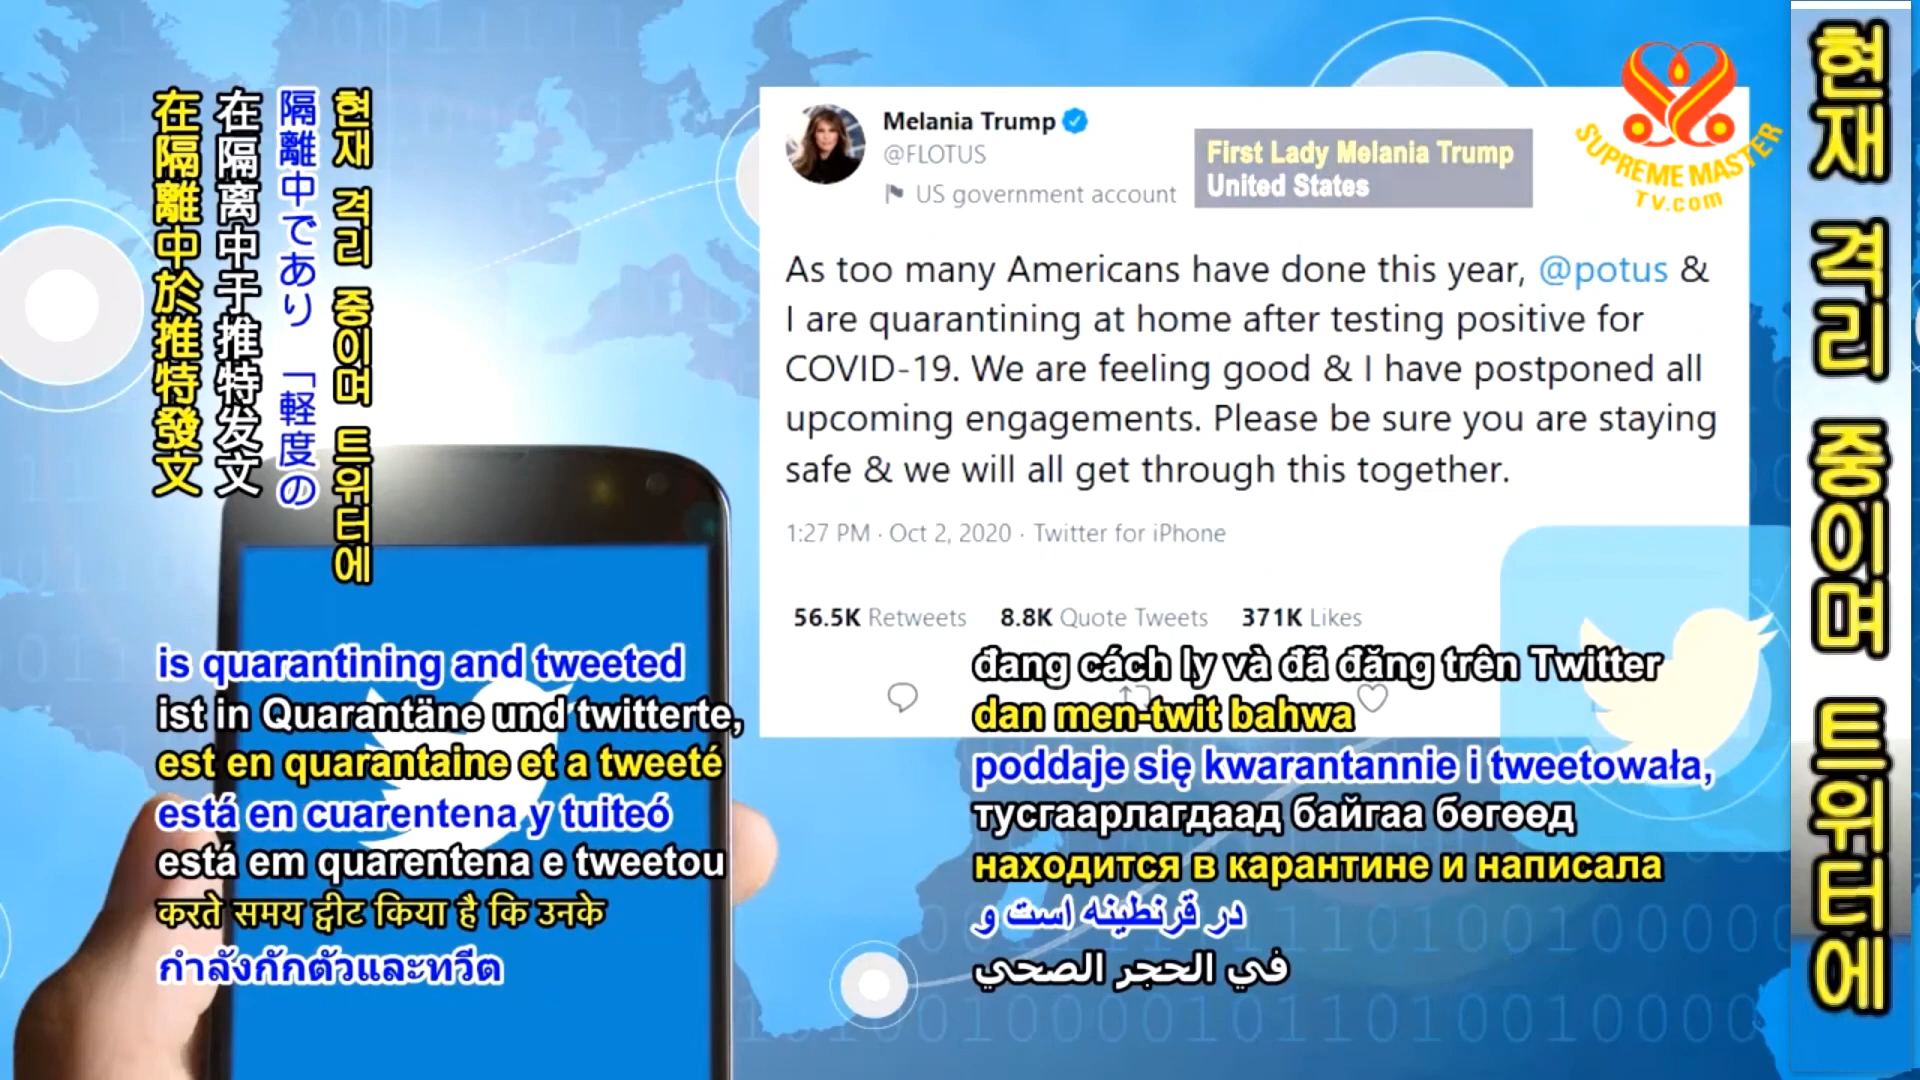 현재 격리 중이며 트위터에
隔離中であり 「軽度の
在隔离中于推特发文
在隔離中於推特發文
Melania Trump
@FLOTUS
US government account
First Lady Melania Trump
United States
SUPREME MASTER
TV.com
As too many Americans have done this year, @potus &
I are quarantining at home after testing positive for
COVID-19. We are feeling good & I have postponed all
upcoming engagements. Please be sure you are staying
safe & we will all get through this together.
1:27 PM · Oct 2, 2020 · Twitter for iPhone
56.5K Retweets 8.8K Quote Tweets 371K Likes
is quarantining and tweeted
ist in Quarantäne und twitterte,
est en quarantaine et a tweeté
está en cuarentena y tuiteó
está em quarentena e tweetou
करते समय ट्वीट किया है कि उनके
กำลังกักตัวและทวีต
đang cách ly và đã đăng trên Twitter
dan men-twit bahwa
poddaje się kwarantannie i tweetowała,
тусгаарлагдаад байгаа бөгөөд
находится в карантине и написала
در قرنطینه است و
في الحجر الصحي
현재 격리 중이며 트위터에